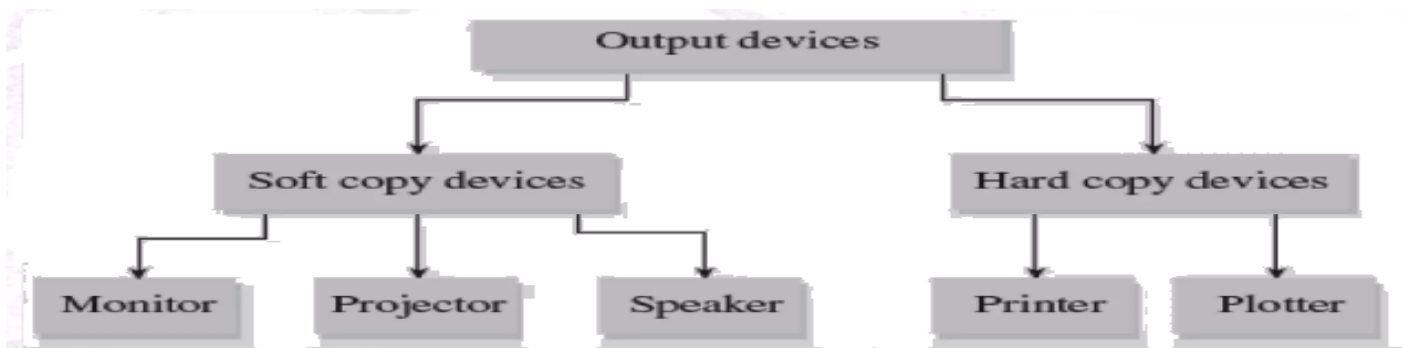 Output devices
Soft copy devices
Hard copy devices
Monitor
Projector
Speaker
Printer
Plotter